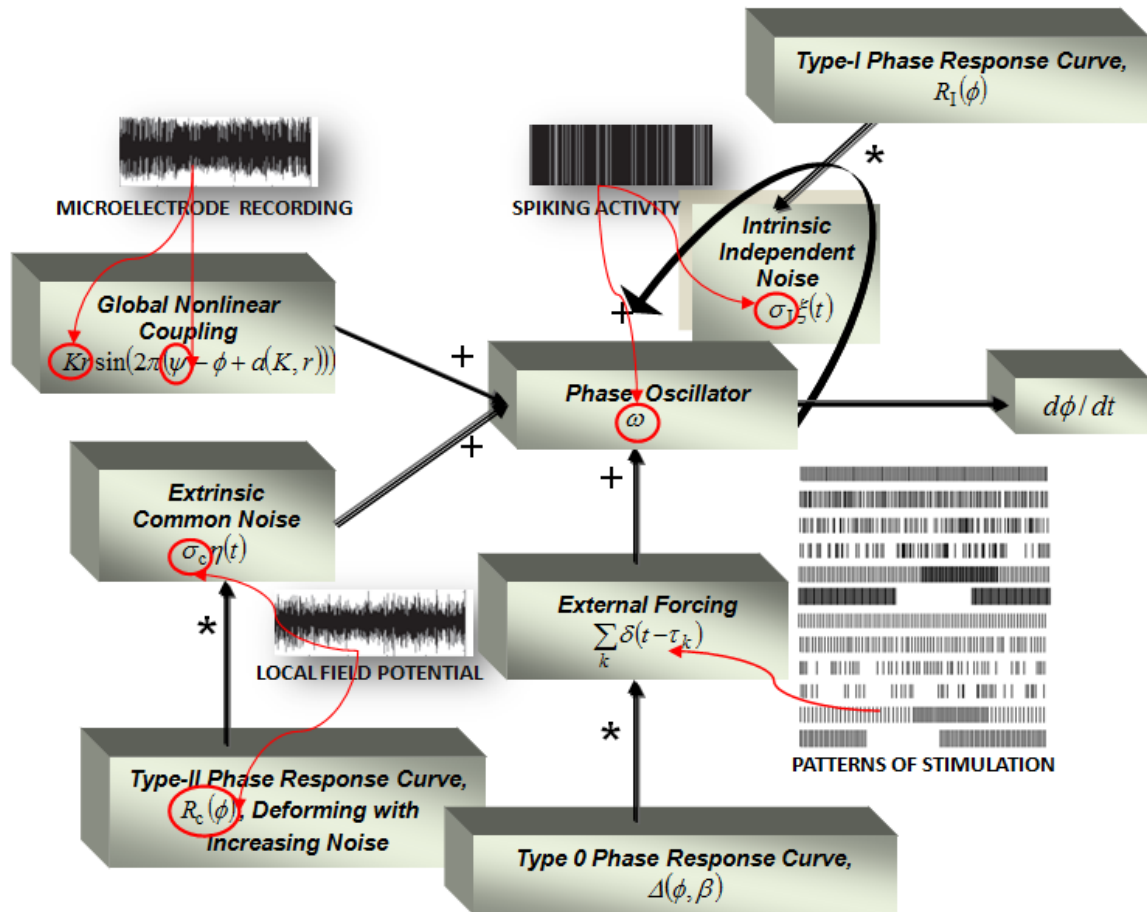 Type-I Phase Response Curve,
R_I(ϕ)
*
MICROELECTRODE RECORDING
SPIKING ACTIVITY
Intrinsic
Independent
Noise
σ_I ξ(t)
+
Global Nonlinear
Coupling
Kr sin(2π(ψ − ϕ + a(K, r)))
+
Phase Oscillator
ω
dϕ/dt
+
+
Extrinsic
Common Noise
σ_c η(t)
*
LOCAL FIELD POTENTIAL
External Forcing
∑_k δ(t − τ_k)
*
PATTERNS OF STIMULATION
Type-II Phase Response Curve,
R_c(ϕ), Deforming with
Increasing Noise
Type 0 Phase Response Curve,
Δ(ϕ, β)